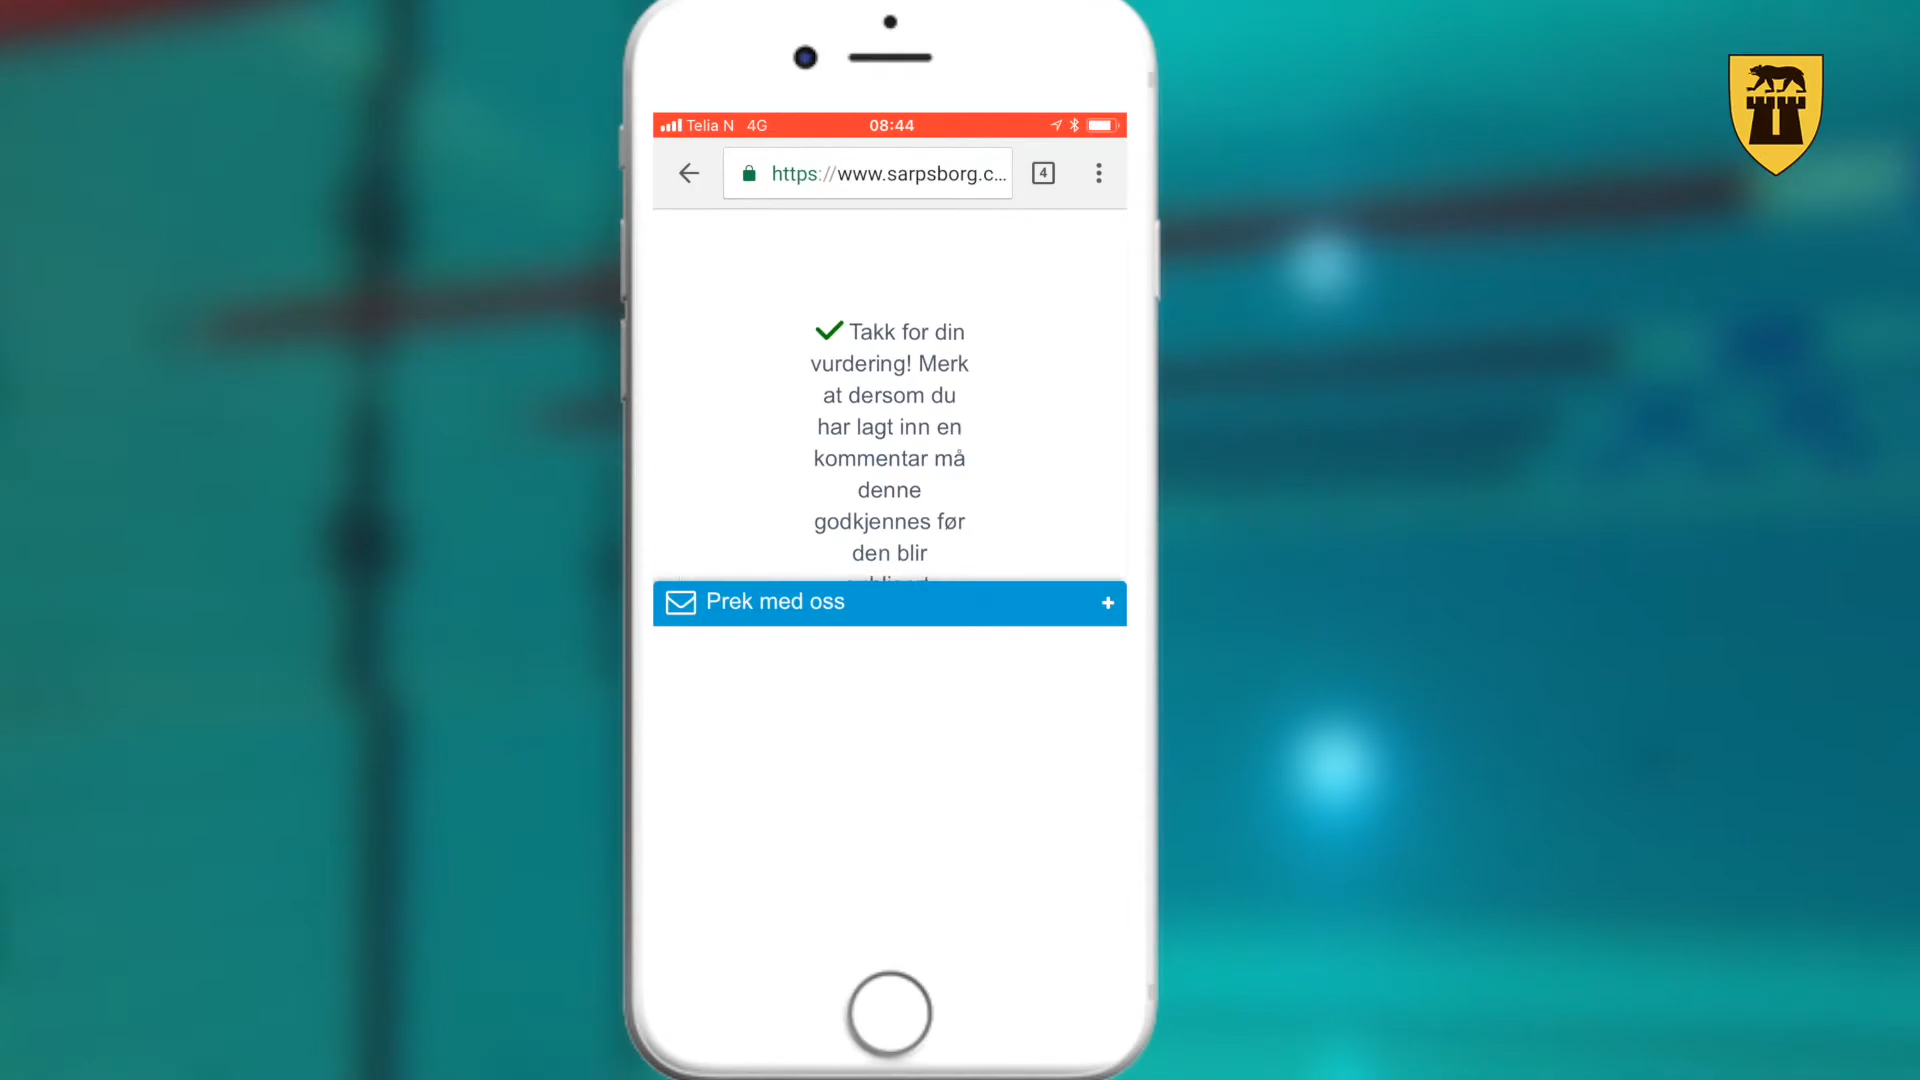 Telia N 4G 08:44
https://www.sarpsborg.c... 4
Takk for din
vurdering! Merk
at dersom du
har lagt inn en
kommentar må
denne
godkjennes før
den blir
Prek med oss